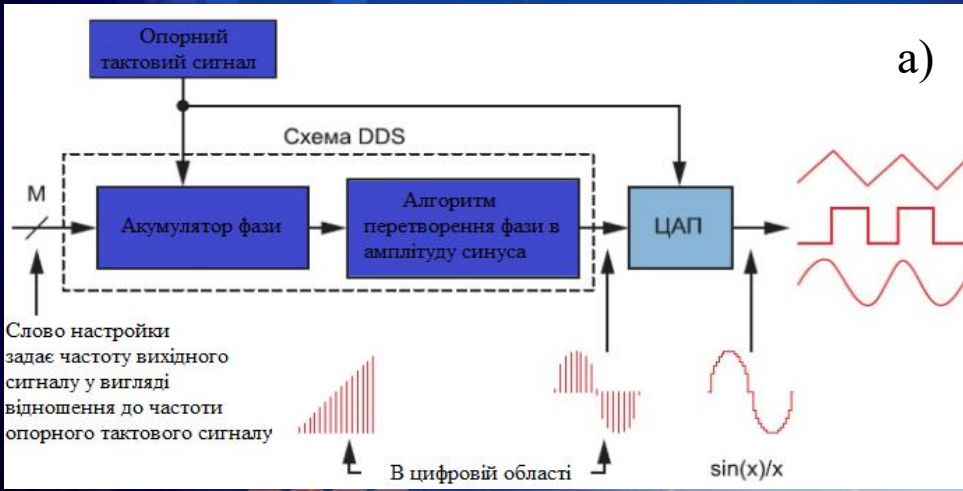 Опорний
тактовий сигнал
а)
Схема DDS
M
Акумулятор фази
Алгоритм
перетворення фази в
амплітуду синуса
ЦАП
Слово настройки
задає частоту вихідного
сигналу у вигляді
відношення до частоти
опорного тактового сигналу
В цифровій області
sin(x)/x